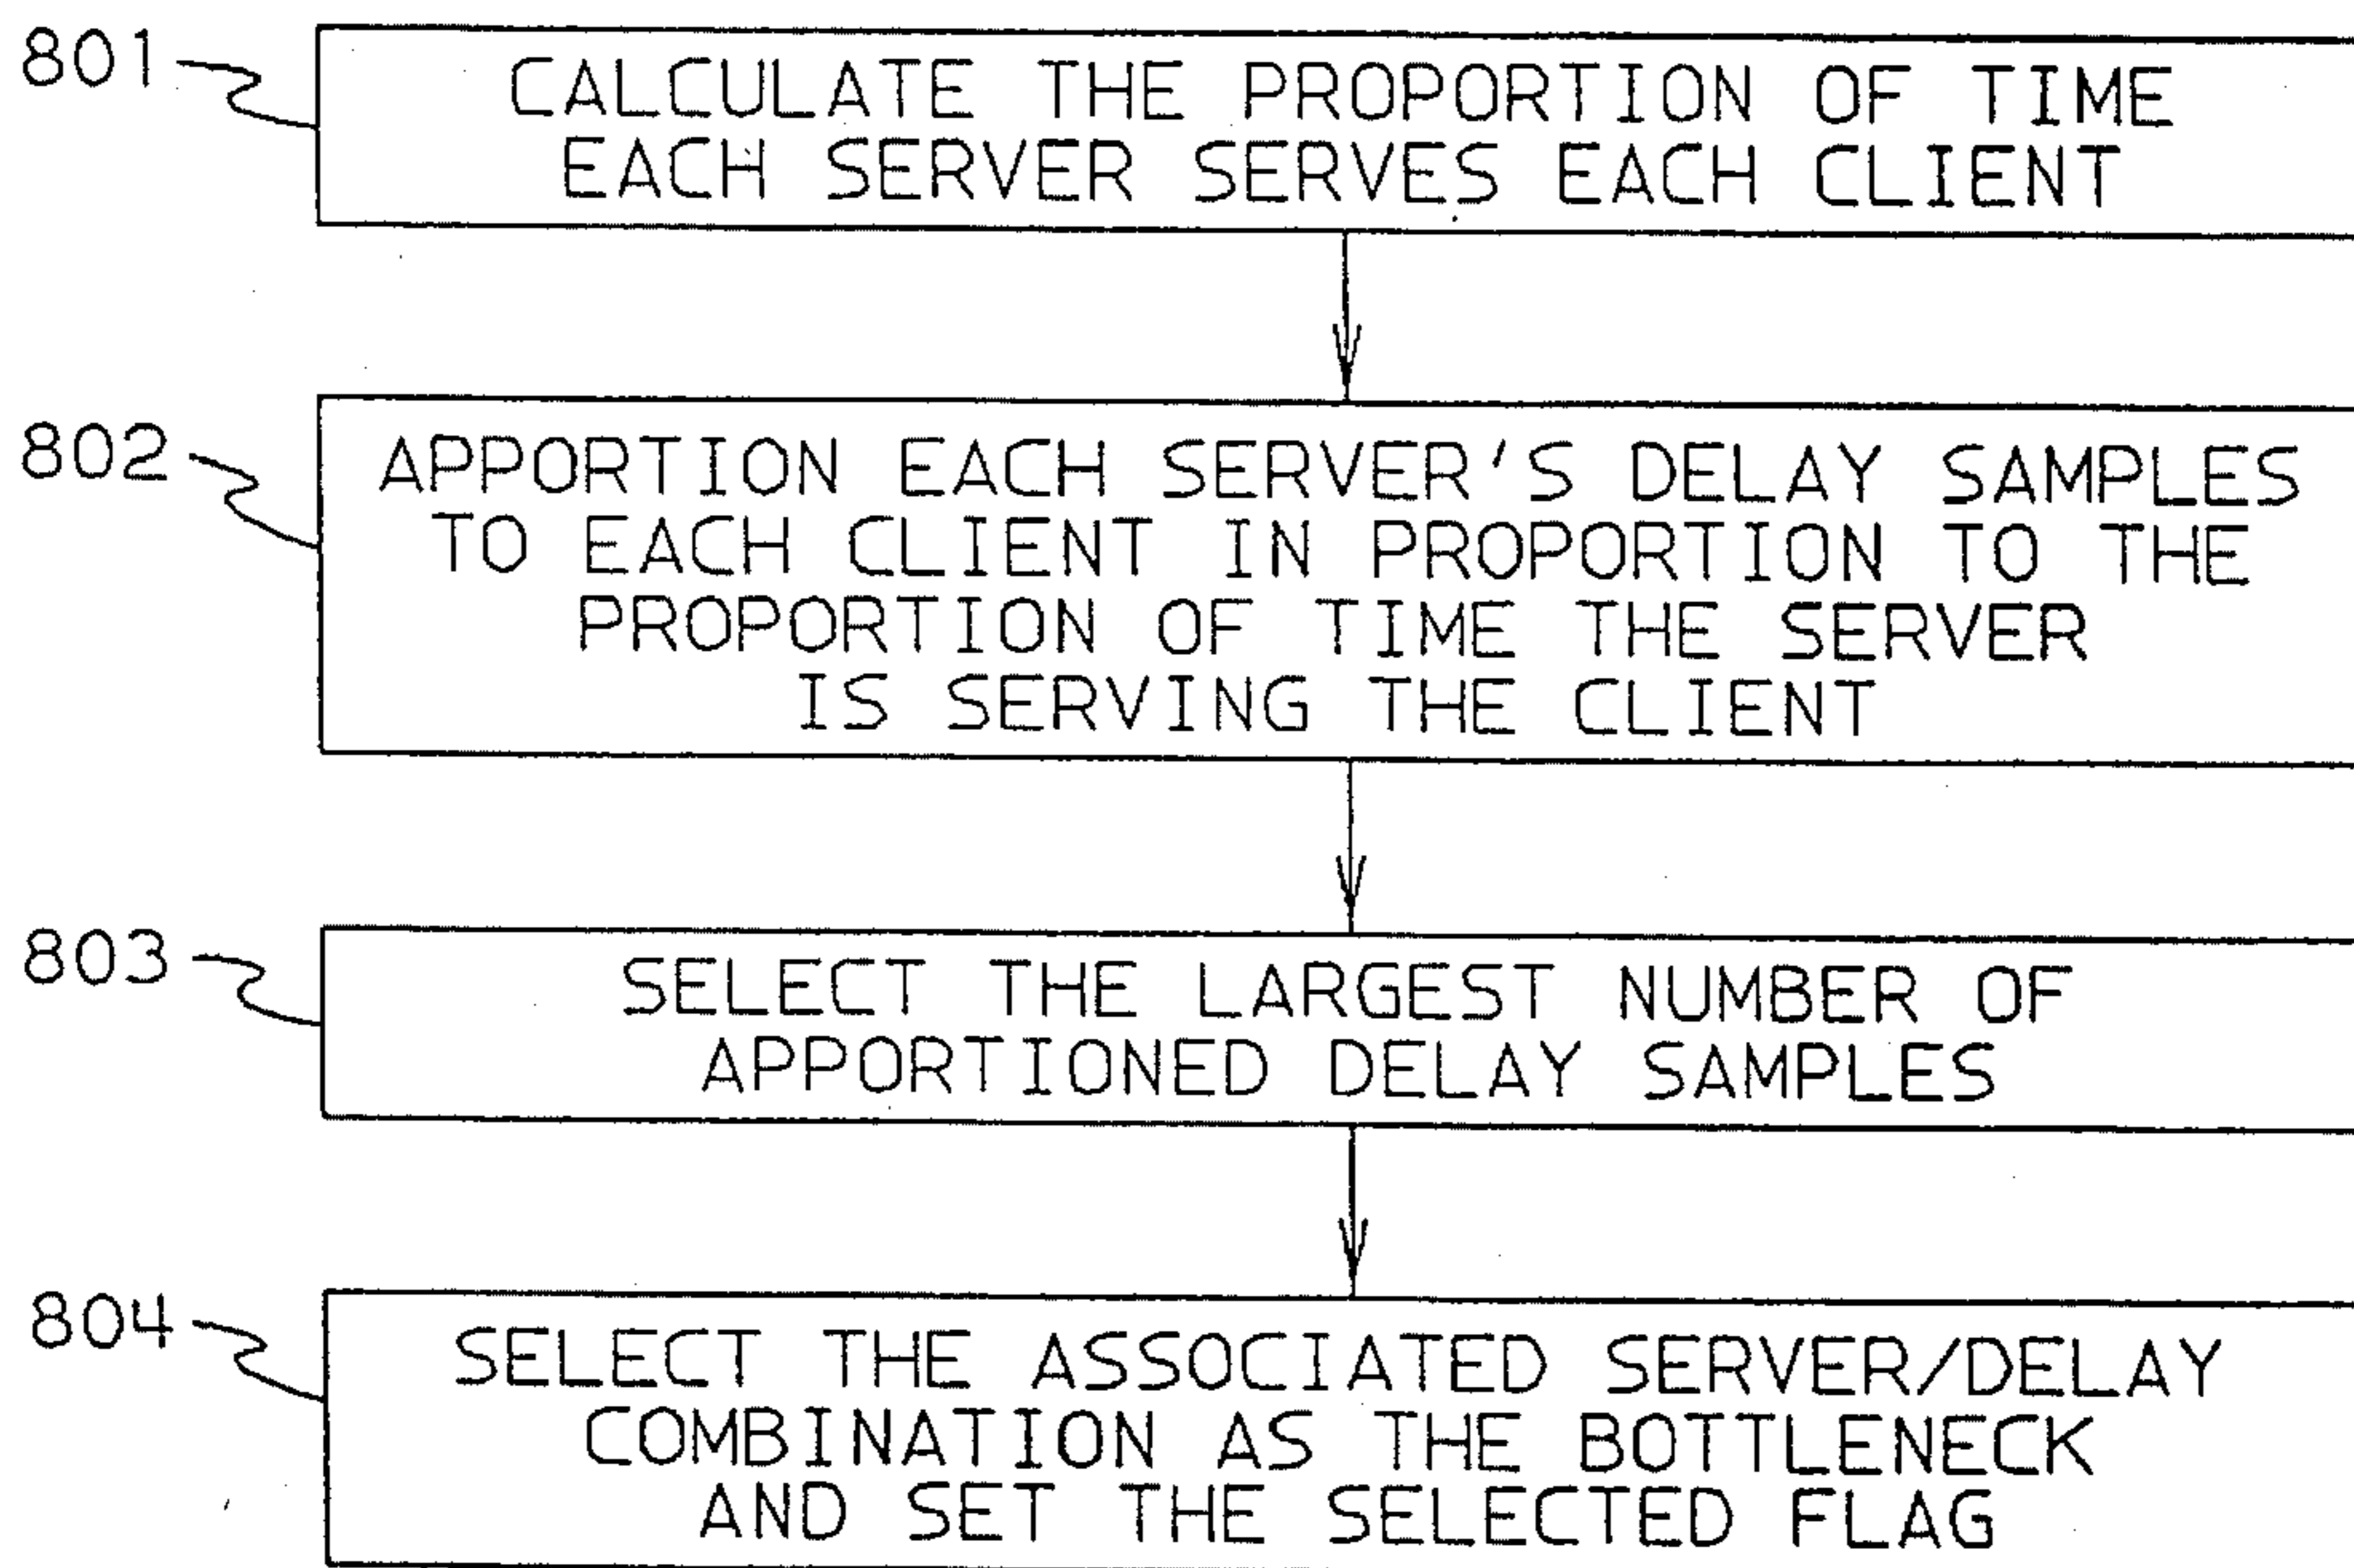 801
CALCULATE THE PROPORTION OF TIME
EACH SERVER SERVES EACH CLIENT
802
APPORTION EACH SERVER'S DELAY SAMPLES
TO EACH CLIENT IN PROPORTION TO THE
PROPORTION OF TIME THE SERVER
IS SERVING THE CLIENT
803
SELECT THE LARGEST NUMBER OF
APPORTIONED DELAY SAMPLES
804
SELECT THE ASSOCIATED SERVER/DELAY
COMBINATION AS THE BOTTLENECK
AND SET THE SELECTED FLAG